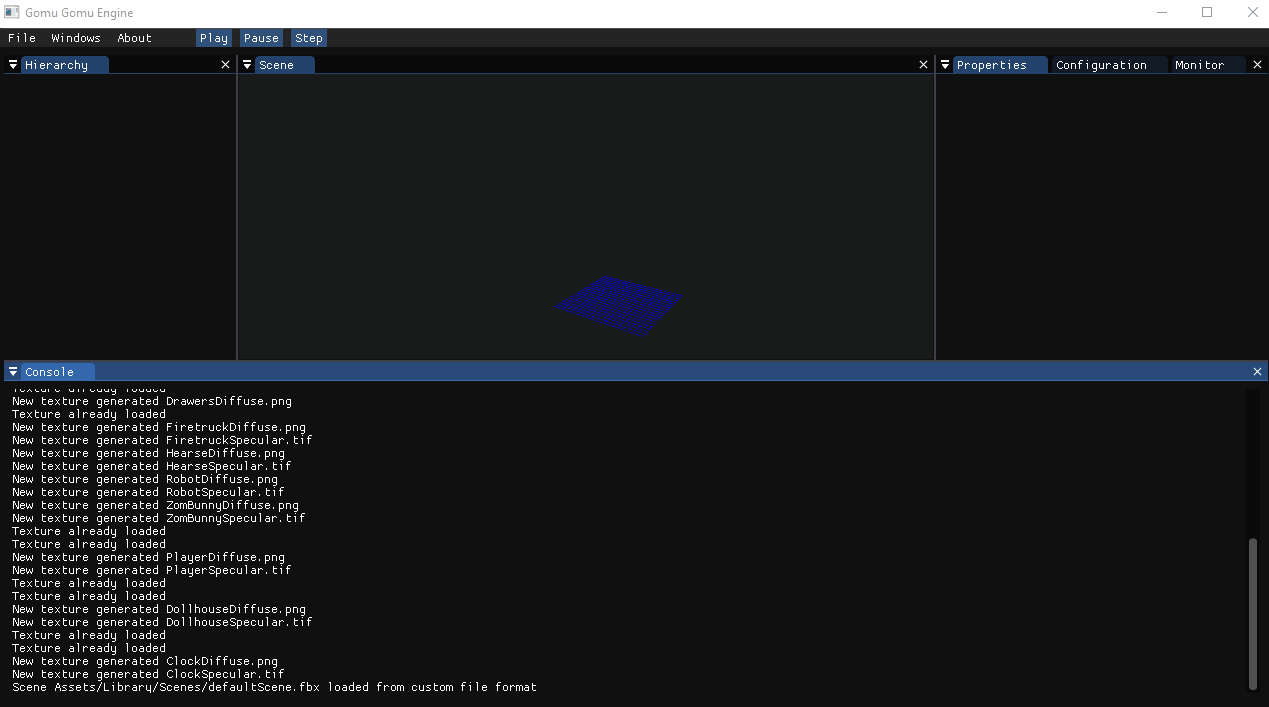 Gomu Gomu Engine
File Windows About Play Pause Step
Hierarchy Scene Properties Configuration Monitor
Console
Texture already loaded
New texture generated DrawersDiffuse.png
Texture already loaded
New texture generated FiretruckDiffuse.png
New texture generated FiretruckSpecular.tif
New texture generated HearseDiffuse.png
New texture generated HearseSpecular.tif
New texture generated RobotDiffuse.png
New texture generated RobotSpecular.tif
New texture generated ZomBunnyDiffuse.png
New texture generated ZomBunnySpecular.tif
Texture already loaded
Texture already loaded
New texture generated PlayerDiffuse.png
New texture generated PlayerSpecular.tif
Texture already loaded
Texture already loaded
New texture generated DollhouseDiffuse.png
New texture generated DollhouseSpecular.tif
Texture already loaded
Texture already loaded
New texture generated ClockDiffuse.png
New texture generated ClockSpecular.tif
Scene Assets/Library/Scenes/defaultScene.fbx loaded from custom file format